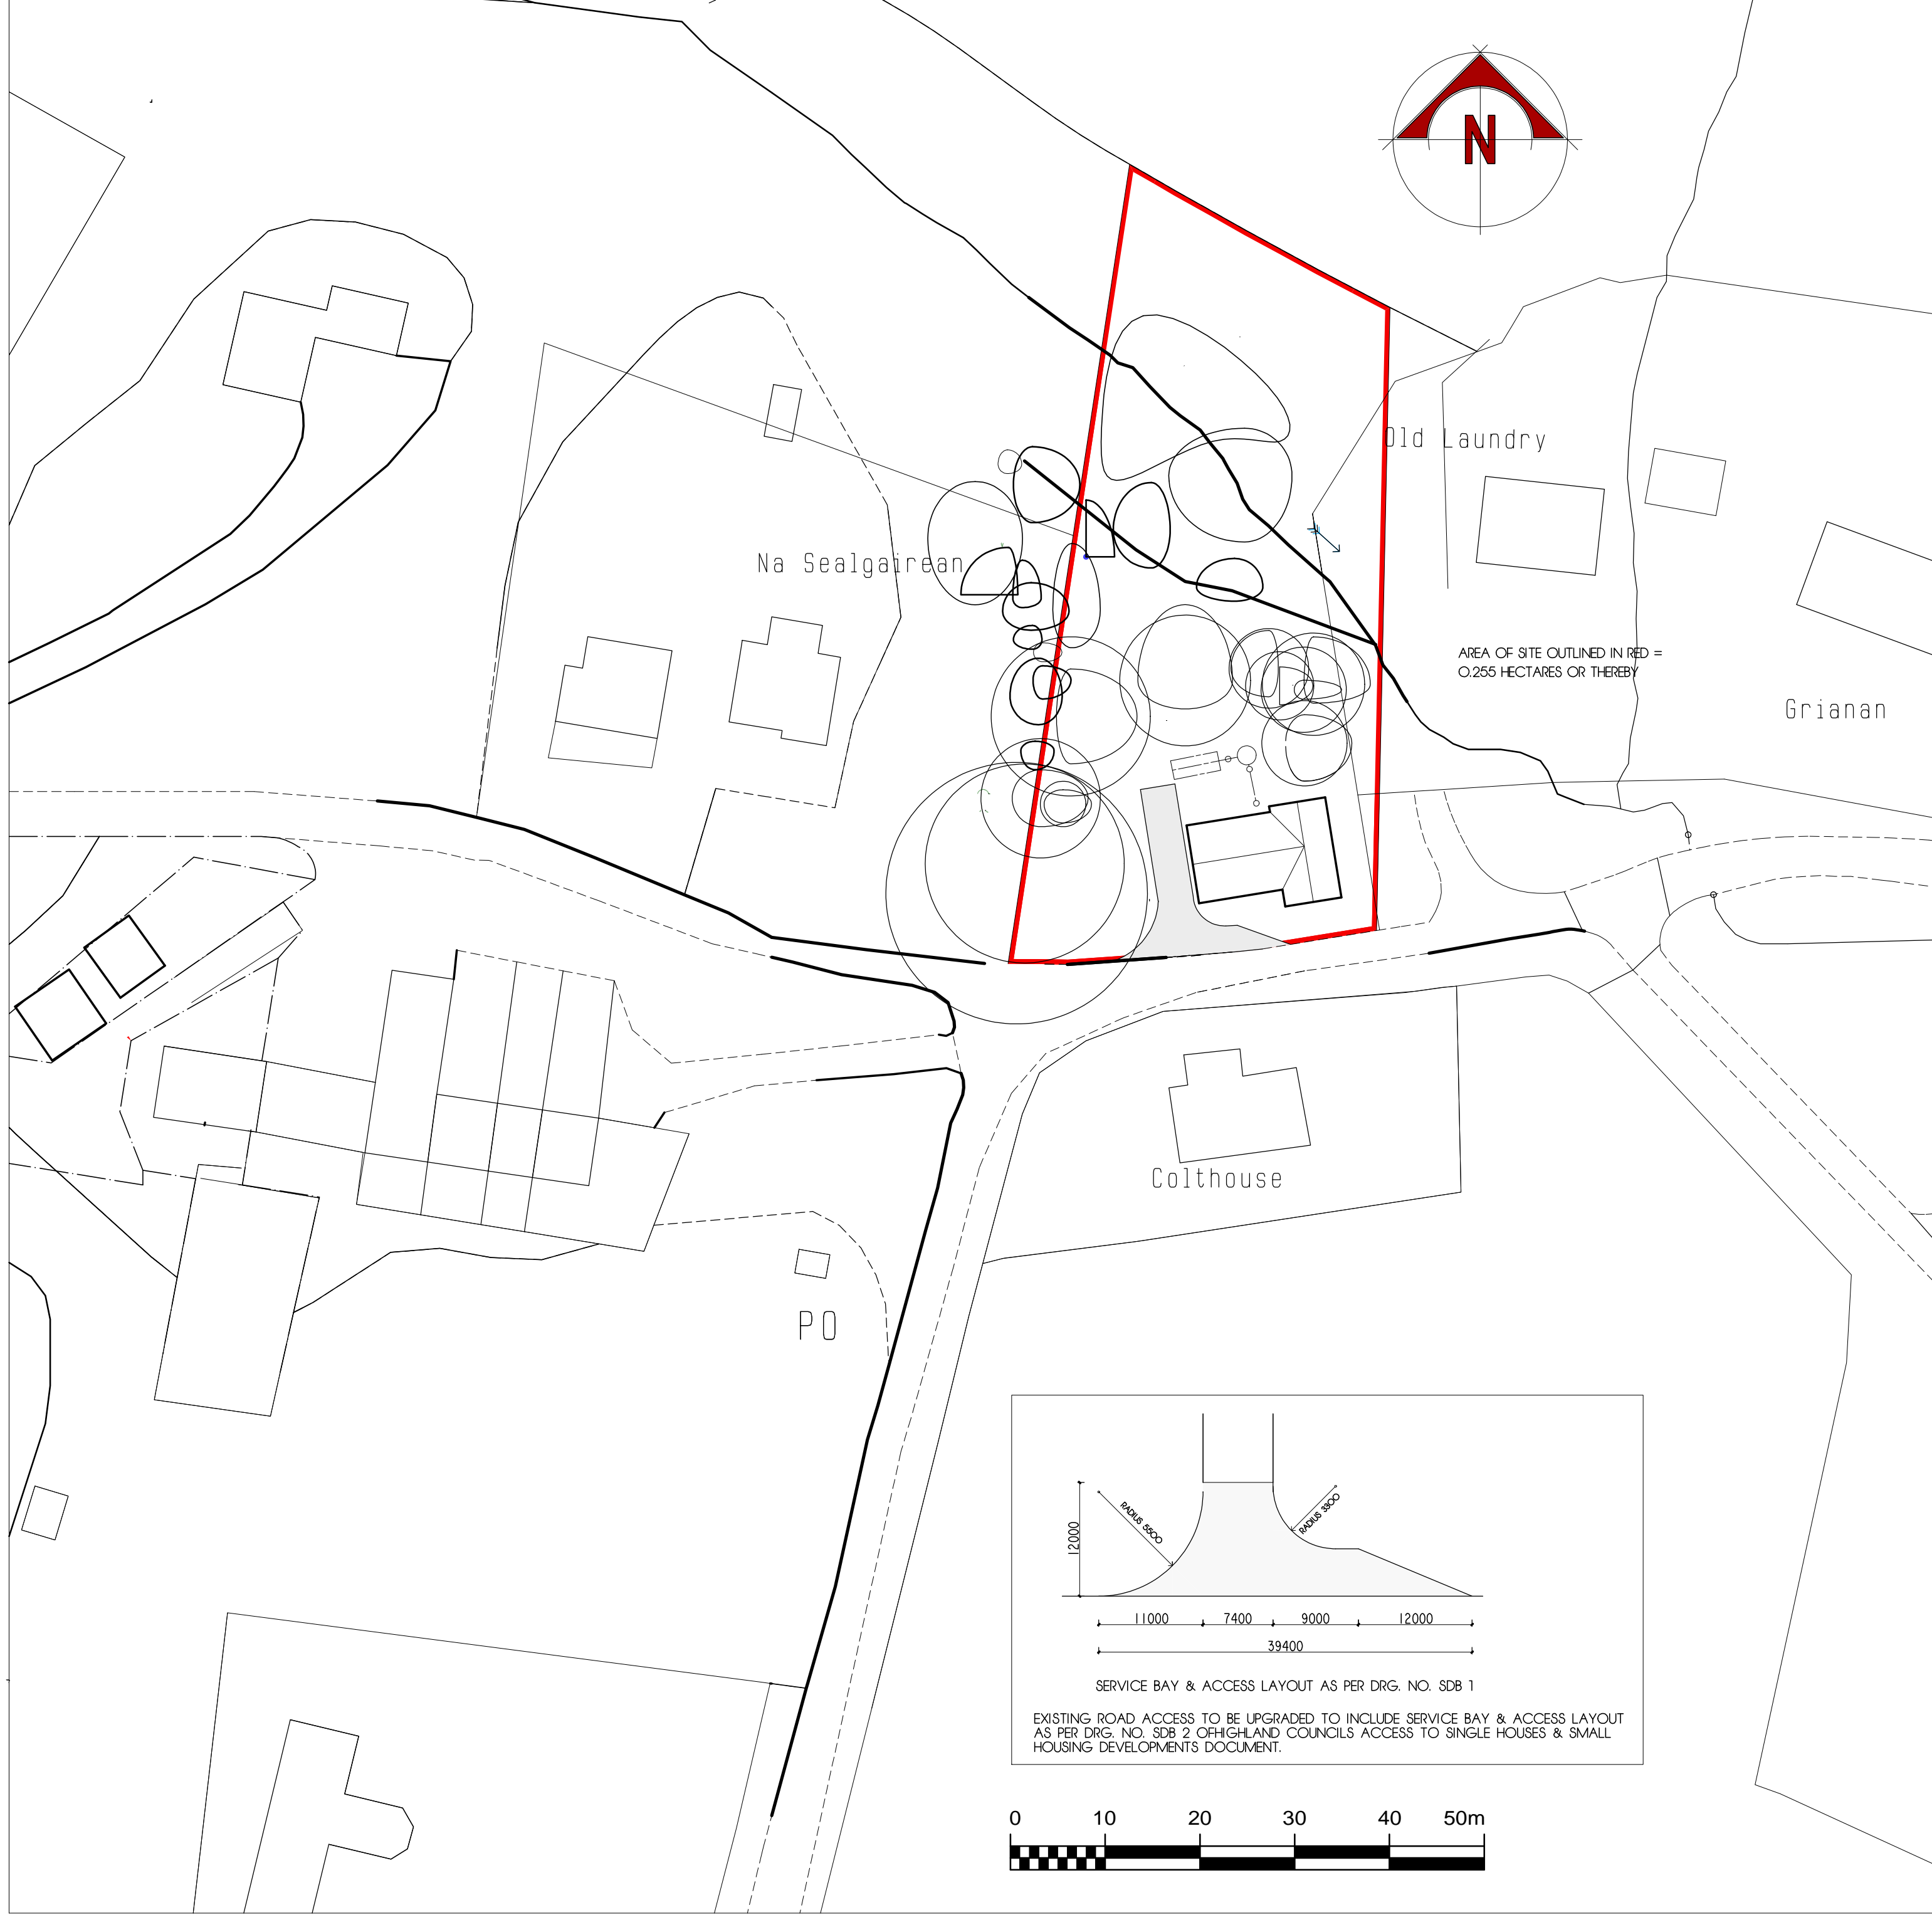 N
Old Laundry
Na Sealgairean
AREA OF SITE OUTLINED IN RED =
0.255 HECTARES OR THEREBY
Grianan
Colthouse
PO
RADIUS 5500
RADIUS 3300
12000
11000 7400 9000 12000
39400
SERVICE BAY & ACCESS LAYOUT AS PER DRG. NO. SDB 1
EXISTING ROAD ACCESS TO BE UPGRADED TO INCLUDE SERVICE BAY & ACCESS LAYOUT
AS PER DRG. NO. SDB 2 OFHIGHLAND COUNCILS ACCESS TO SINGLE HOUSES & SMALL
HOUSING DEVELOPMENTS DOCUMENT.
0 10 20 30 40 50m